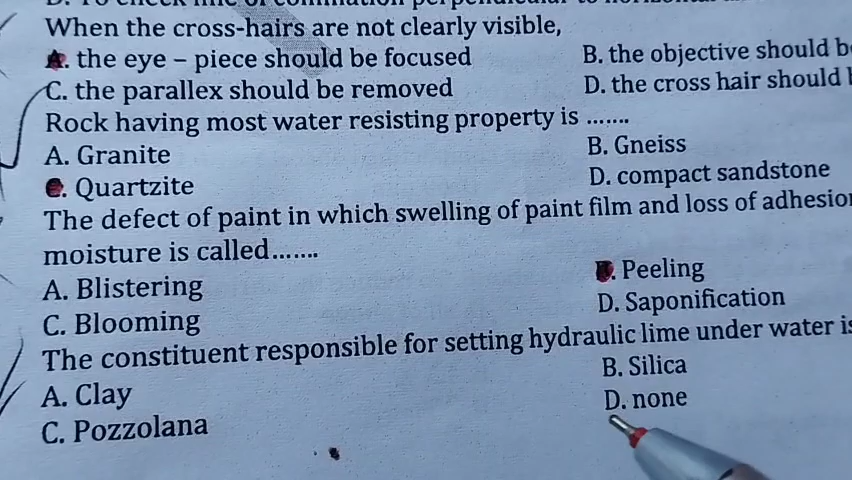 When the cross-hairs are not clearly visible,
A. the eye – piece should be focused B. the objective should b
C. the parallex should be removed D. the cross hair should
Rock having most water resisting property is .......
A. Granite B. Gneiss
C. Quartzite D. compact sandstone
The defect of paint in which swelling of paint film and loss of adhesio
moisture is called.......
A. Blistering B. Peeling
C. Blooming D. Saponification
The constituent responsible for setting hydraulic lime under water is
A. Clay B. Silica
C. Pozzolana D. none